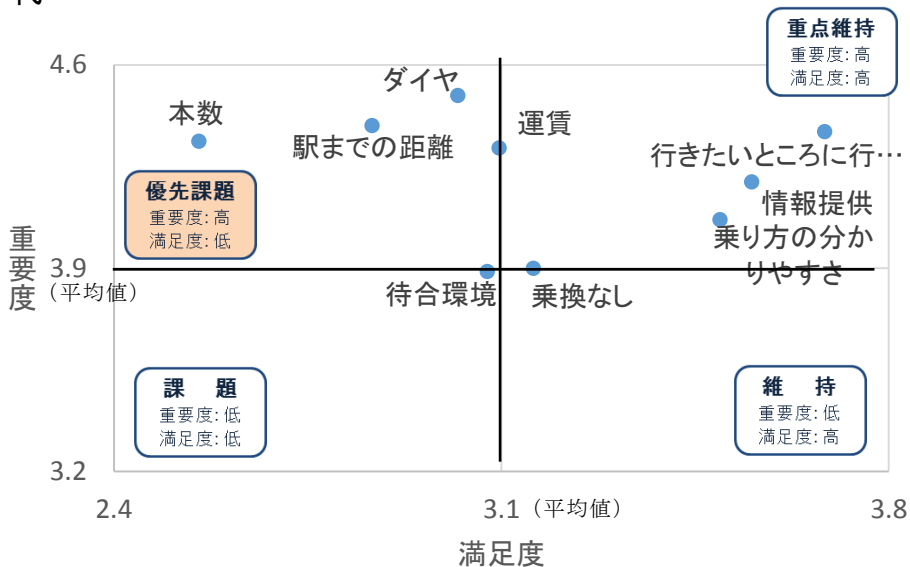 重点維持
重要度: 高
満足度: 高
4.6
ダイヤ
本数
運賃
駅までの距離
行きたいところに行…
優先課題
重要度: 高
満足度: 低
情報提供
乗り方の分か
りやすさ
重要度
3.9
(平均値)
待合環境
乗換なし
課　題
重要度: 低
満足度: 低
維　持
重要度: 低
満足度: 高
3.2
2.4
3.1 (平均値)
3.8
満足度